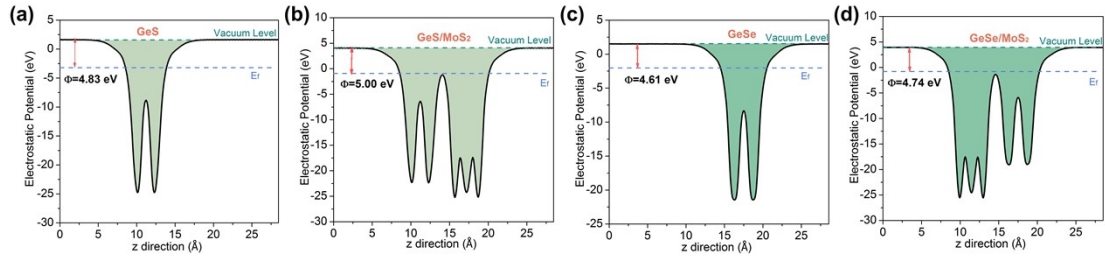 (a)
GeS
Vacuum Level
Φ=4.83 eV
Ef
Electrostatic Potential (eV)
5
0
-5
-10
-15
-20
-25
-30
0 5 10 15 20 25
z direction (Å)
(b)
GeS/MoS₂
Vacuum Level
Φ=5.00 eV
Ef
Electrostatic Potential (eV)
10
5
0
-5
-10
-15
-20
-25
-30
0 5 10 15 20 25
z direction (Å)
(c)
GeSe
Vacuum Level
Φ=4.61 eV
Ef
Electrostatic Potential (eV)
5
0
-5
-10
-15
-20
-25
0 5 10 15 20 25
z direction (Å)
(d)
GeSe/MoS₂
Vacuum Level
Φ=4.74 eV
Ef
Electrostatic Potential (eV)
10
5
0
-5
-10
-15
-20
-25
-30
0 5 10 15 20 25
z direction (Å)